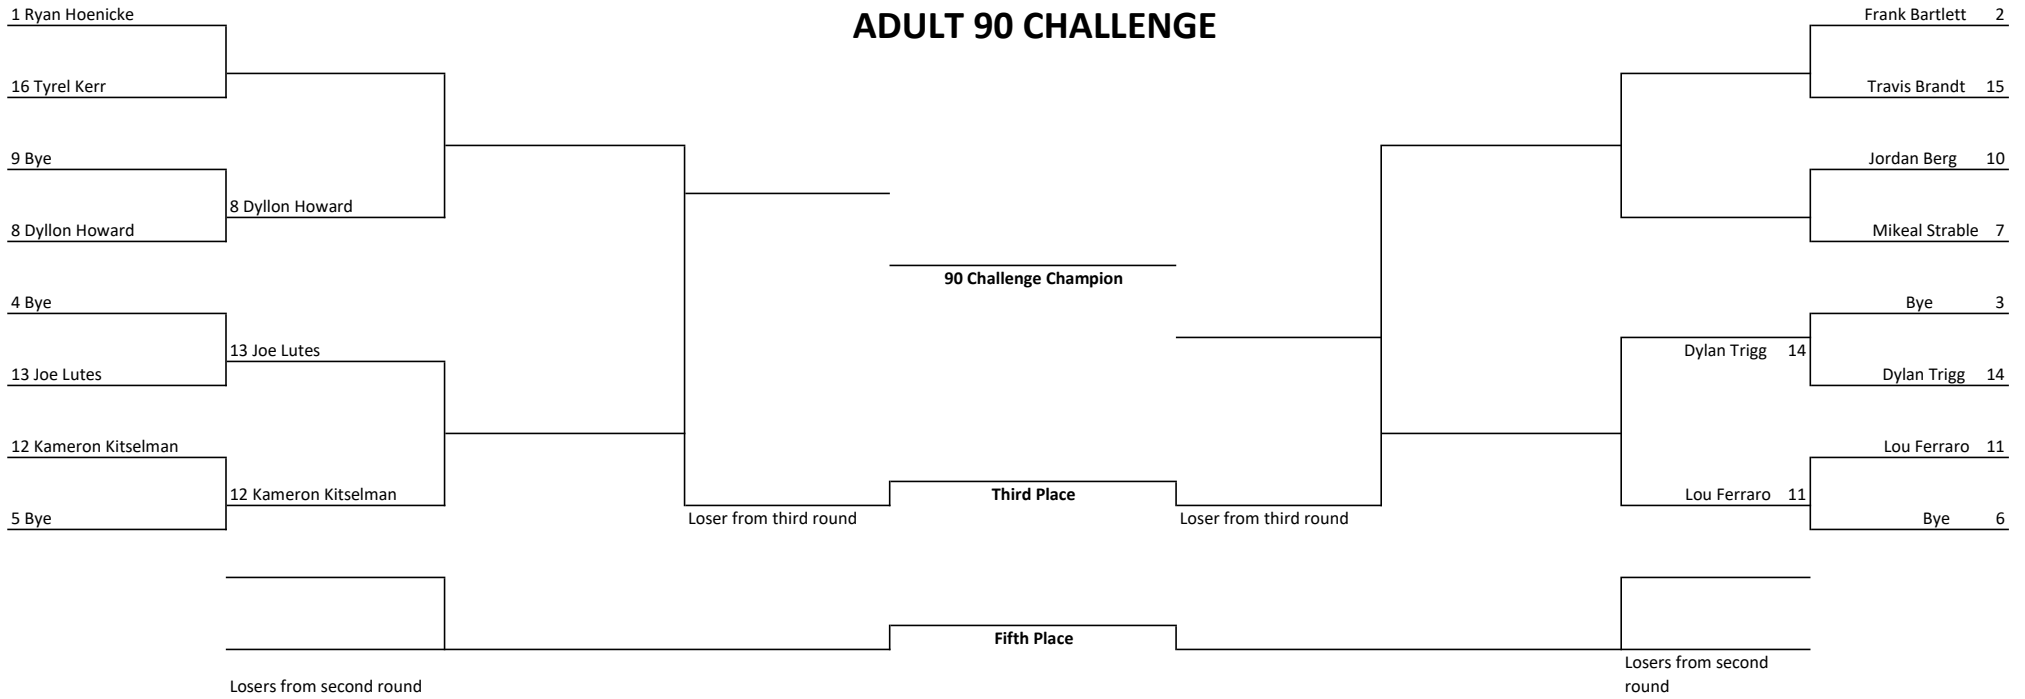 ADULT 90 CHALLENGE
1 Ryan Hoenicke
16 Tyrel Kerr
9 Bye
8 Dyllon Howard
8 Dyllon Howard
4 Bye
13 Joe Lutes
13 Joe Lutes
12 Kameron Kitselman
12 Kameron Kitselman
5 Bye
Losers from second round
Loser from third round
90 Challenge Champion
Third Place
Fifth Place
Loser from third round
Frank Bartlett 2
Travis Brandt 15
Jordan Berg 10
Mikeal Strable 7
Bye 3
Dylan Trigg 14
Dylan Trigg 14
Lou Ferraro 11
Lou Ferraro 11
Bye 6
Losers from second
round